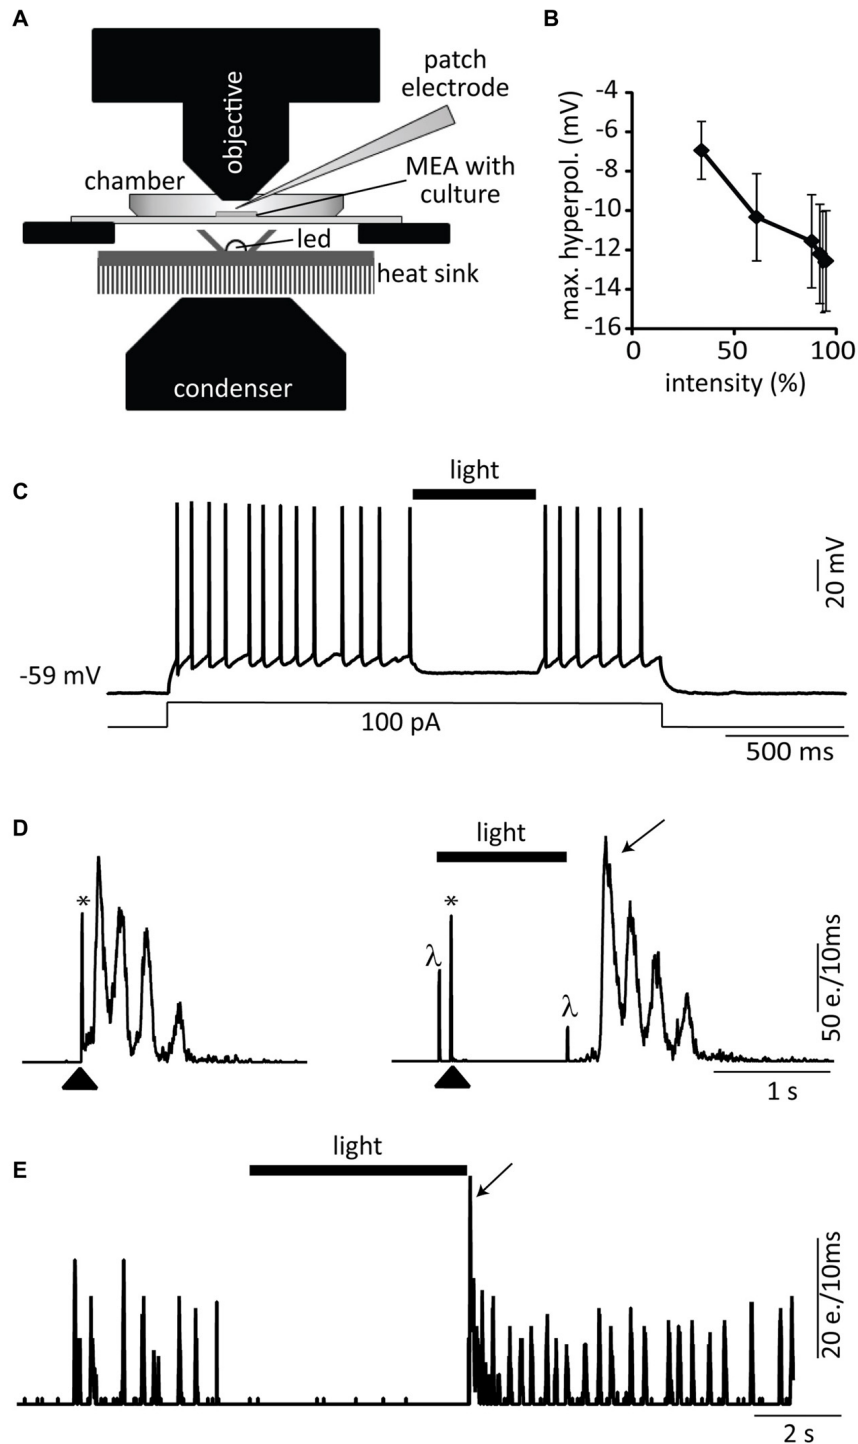 A
objective
patch
electrode
chamber
MEA with
culture
led
heat sink
condenser
B
max. hyperpol. (mV)
-4
-6
-8
-10
-12
-14
-16
0
50
100
intensity (%)
C
light
20 mV
-59 mV
100 pA
500 ms
D
*
light
λ
*
λ
50 e./10ms
1 s
E
light
20 e./10ms
2 s